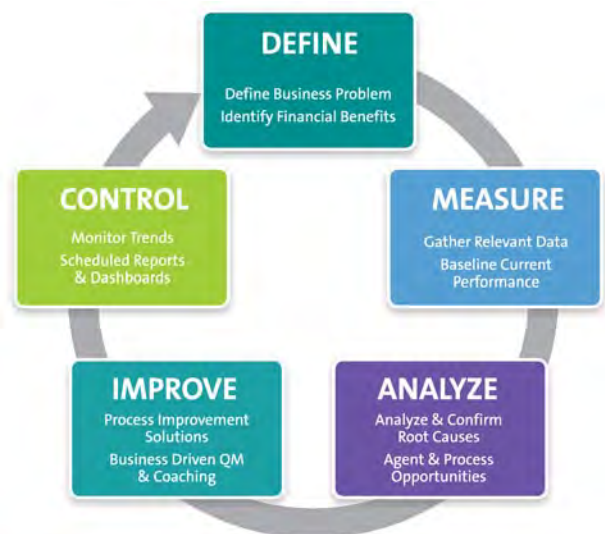 DEFINE
Define Business Problem
Identify Financial Benefits
MEASURE
Gather Relevant Data
Baseline Current
Performance
ANALYZE
Analyze & Confirm
Root Causes
Agent & Process
Opportunities
IMPROVE
Process Improvement
Solutions
Business Driven QM
& Coaching
CONTROL
Monitor Trends
Scheduled Reports
& Dashboards